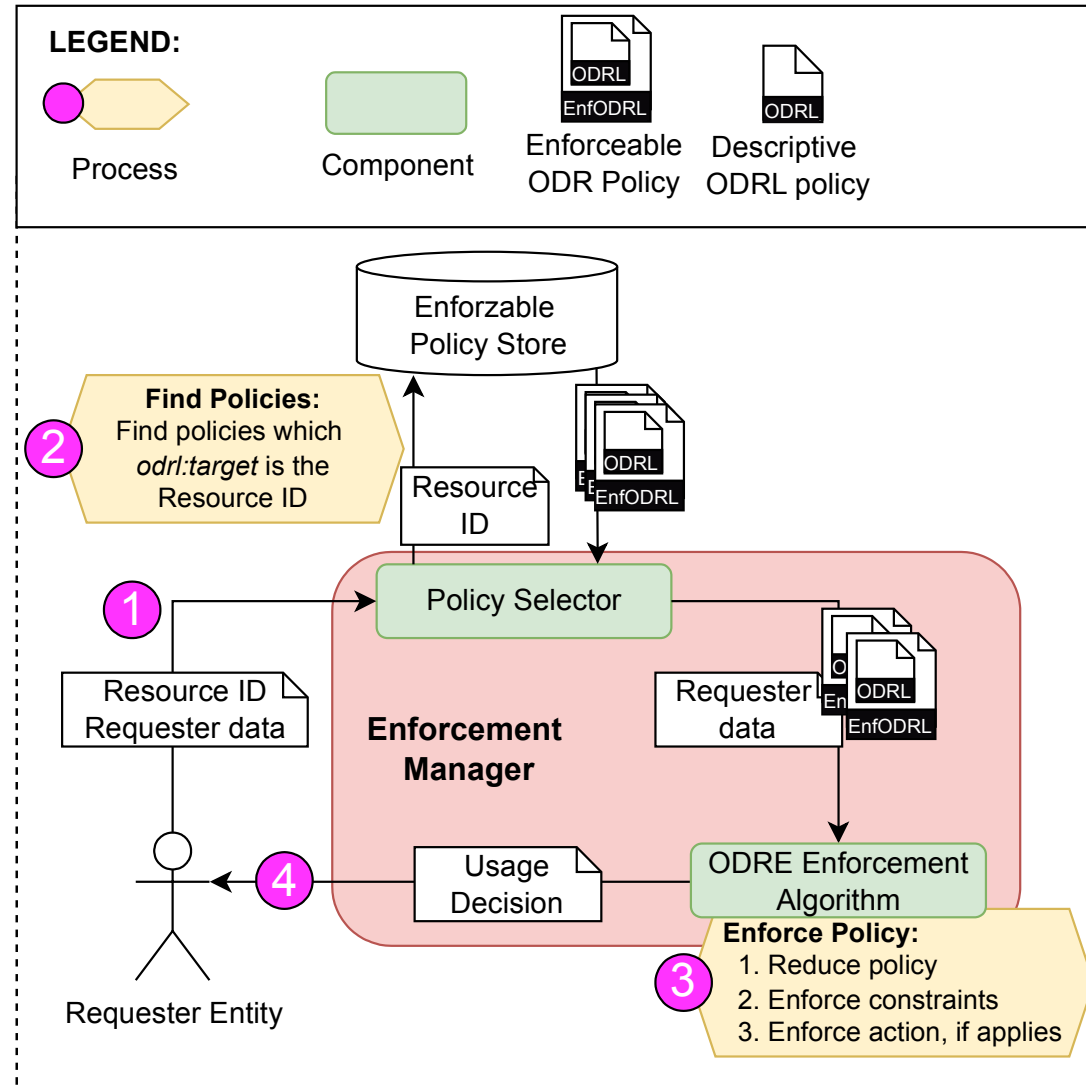 LEGEND:
ODRL
EnfODRL
ODRL
Process
Component
Enforceable
ODR Policy
Descriptive
ODRL policy
Enforzable
Policy Store
2
Find Policies:
Find policies which
odrl:target is the
Resource ID
Resource
ID
ODRL
En
EnfODRL
1
Policy Selector
Resource ID
Requester data
Enforcement
Manager
Requester
data
O
ODRL
En
EnfODRL
4
Usage
Decision
ODRE Enforcement
Algorithm
Requester Entity
3
Enforce Policy:
1. Reduce policy
2. Enforce constraints
3. Enforce action, if applies